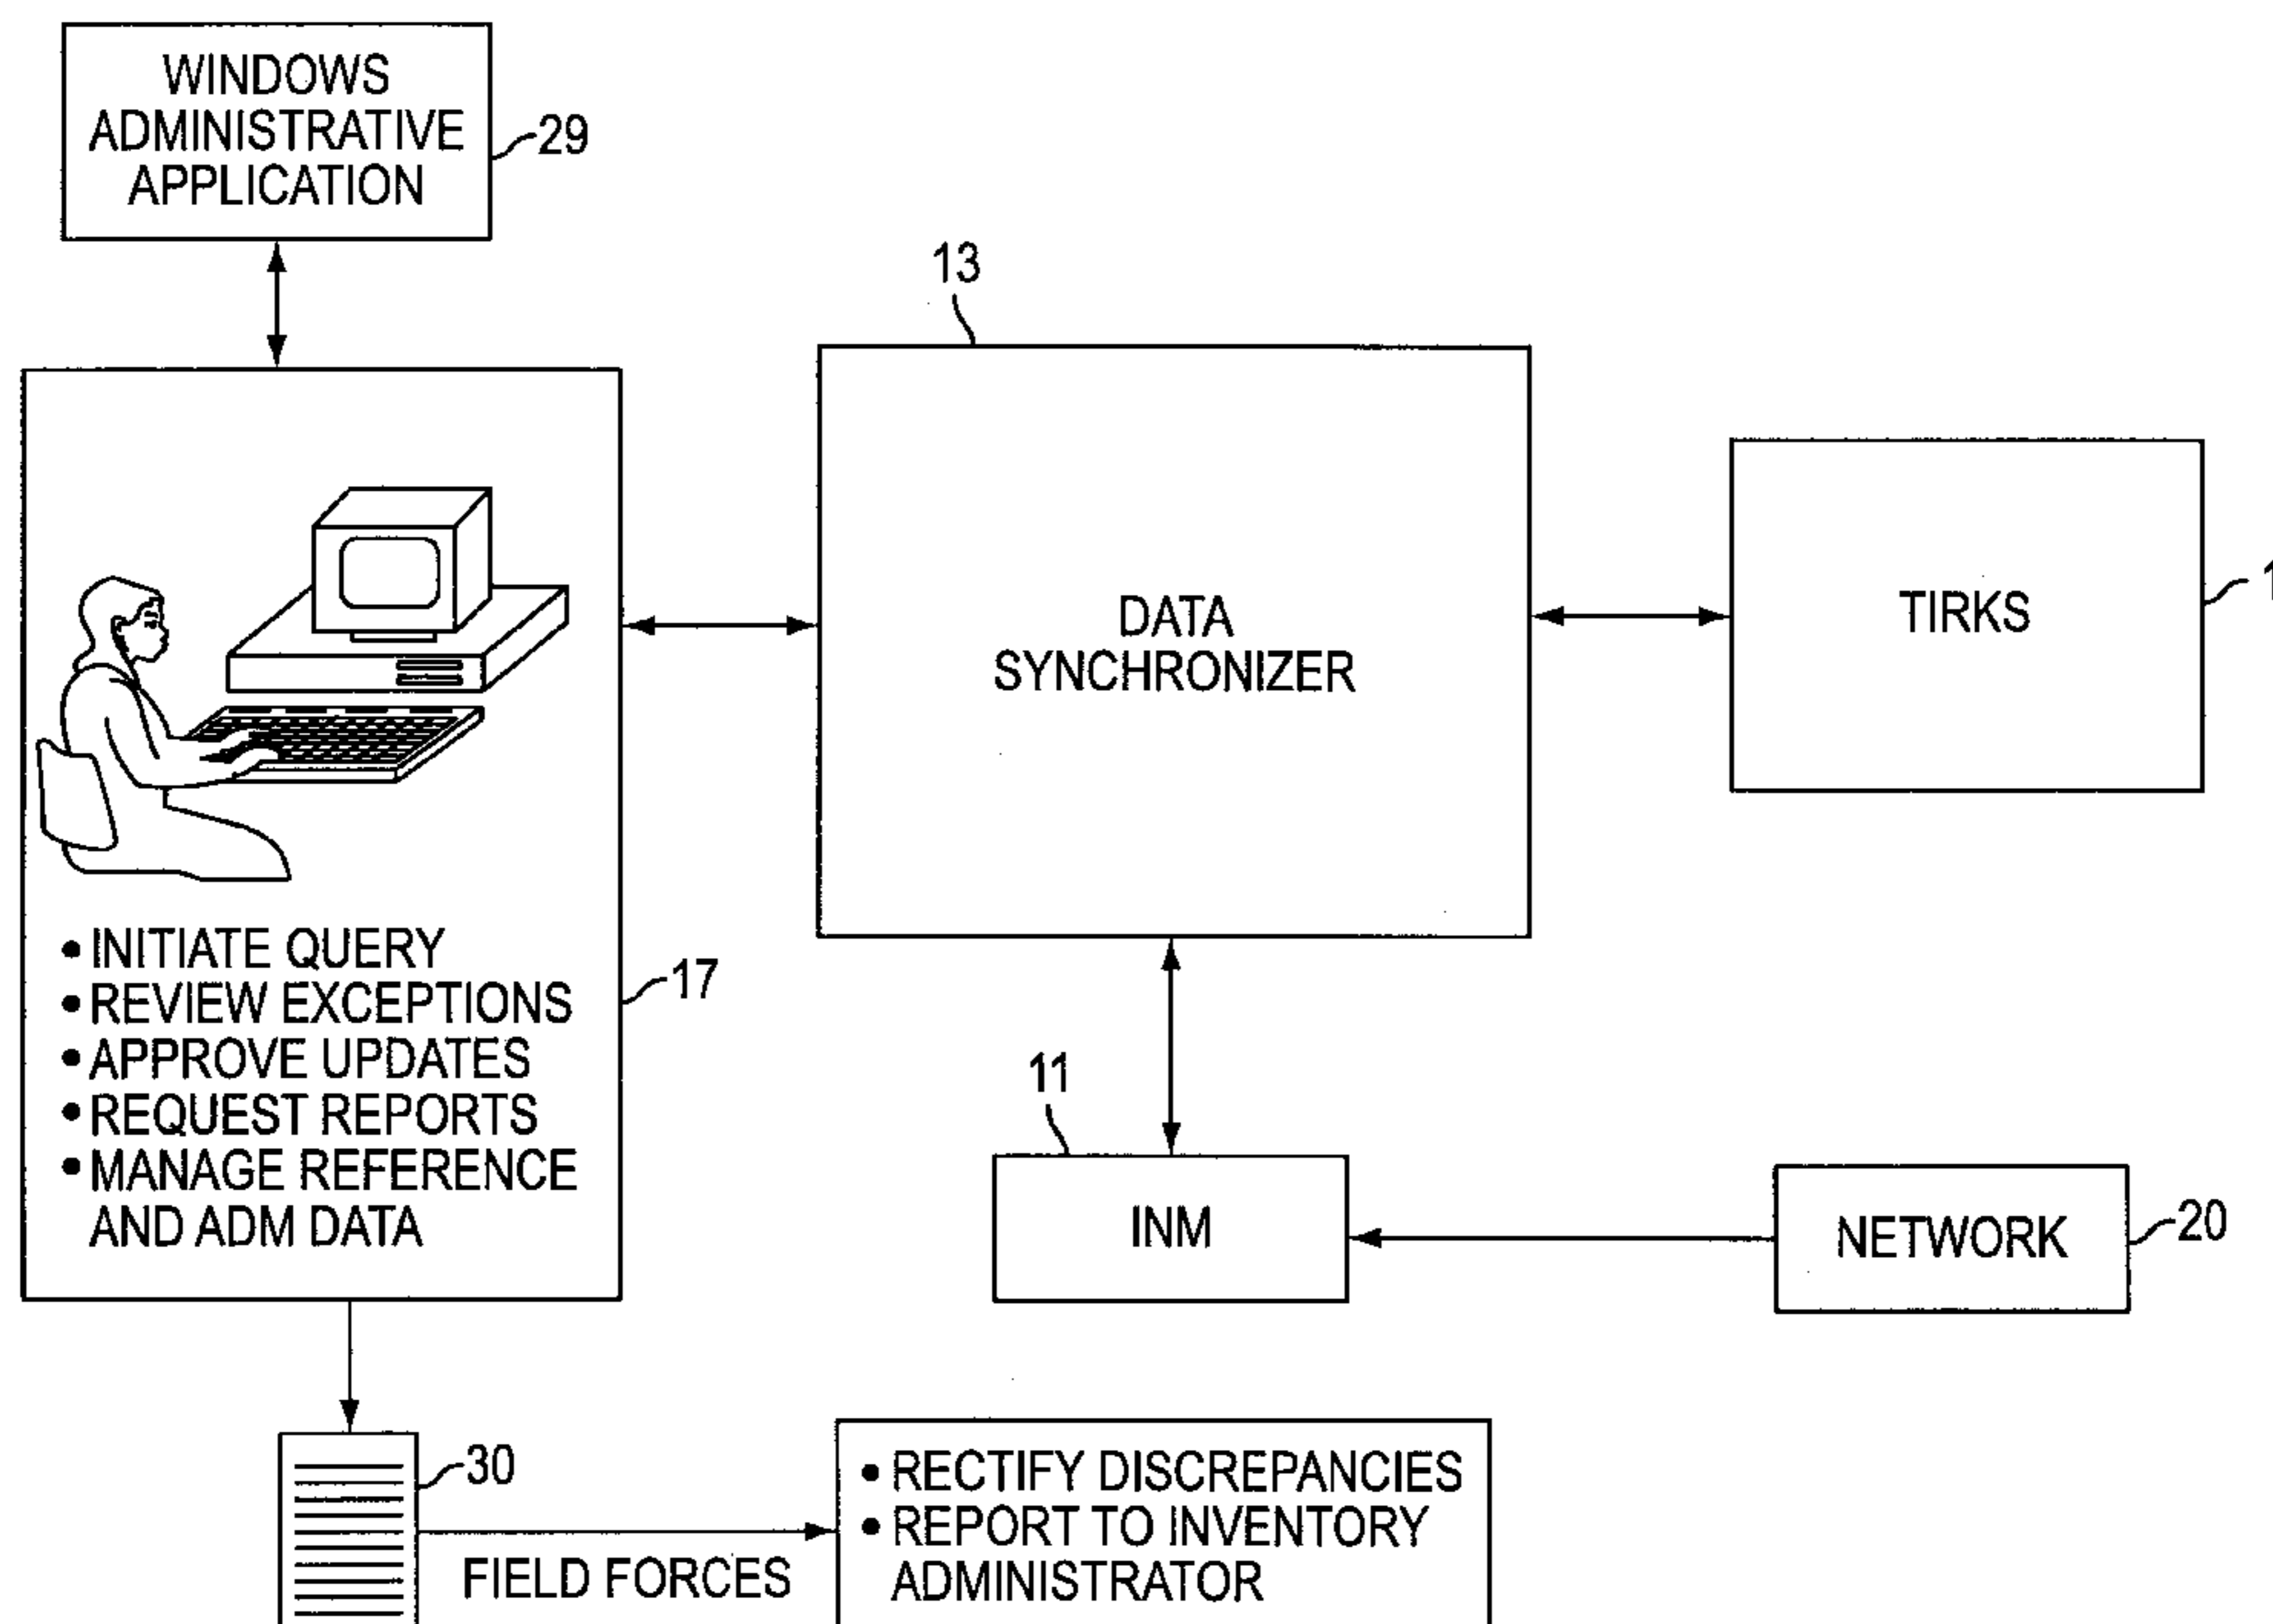 WINDOWS
ADMINISTRATIVE
APPLICATION
29
13
DATA
SYNCHRONIZER
TIRKS
• INITIATE QUERY
• REVIEW EXCEPTIONS
• APPROVE UPDATES
• REQUEST REPORTS
• MANAGE REFERENCE
AND ADM DATA
17
11
INM
NETWORK
20
30
FIELD FORCES
• RECTIFY DISCREPANCIES
• REPORT TO INVENTORY
ADMINISTRATOR